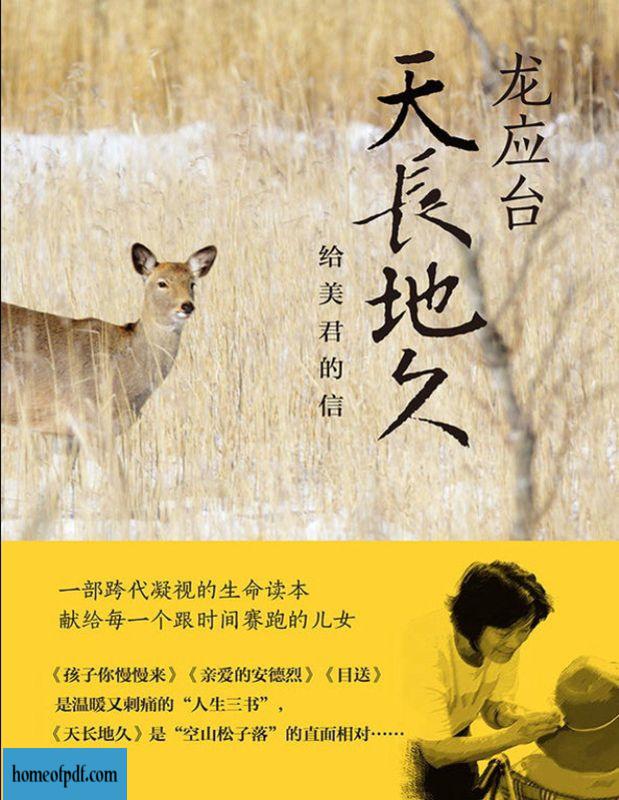 龙应台
天長地久
给美君的信
一部跨代凝视的生命读本
献给每一个跟时间赛跑的儿女
《孩子你慢慢来》《亲爱的安德烈》《目送》
是温暖又刺痛的“人生三书”，
《天长地久》是“空山松子落”的直面相对……
homeofpdf.com